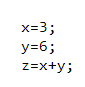 x=3;
y=6;
z=x+y;